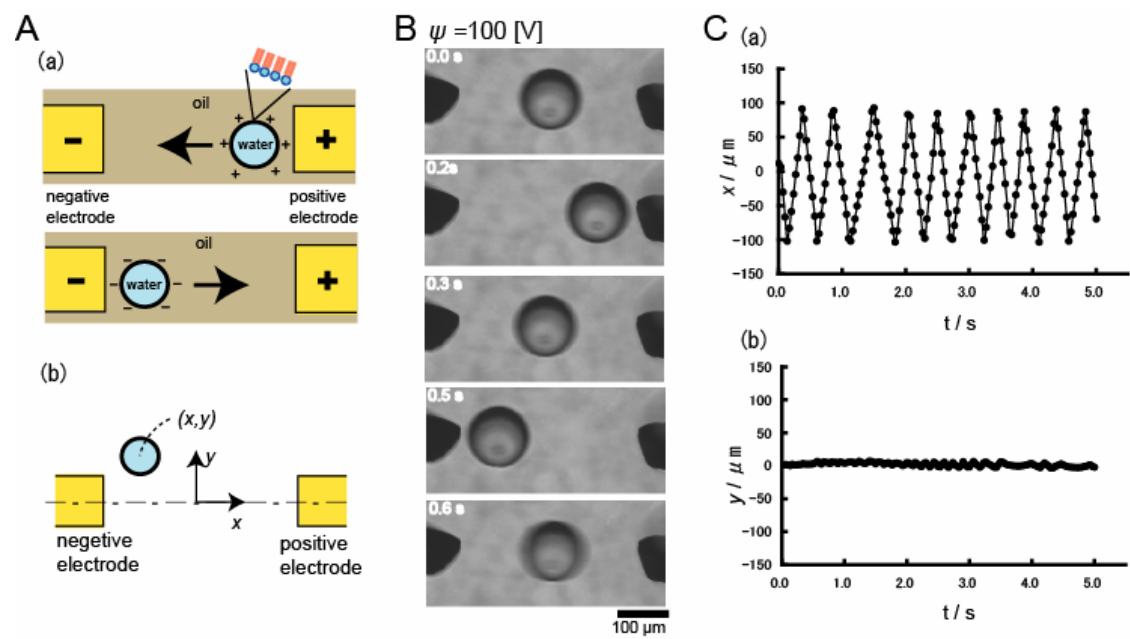 A
(a)
oil
water
+ + + + + +
-
+
negative
electrode
positive
electrode
oil
water
- - - - - -
-
+
(b)
(x,y)
y
x
negetive
electrode
positive
electrode
B ψ =100 [V]
0.0 s
0.2s
0.3 s
0.5 s
0.6 s
100 μm
C
(a)
x / μm
150
100
50
0
-50
-100
-150
0.0 1.0 2.0 3.0 4.0 5.0
t / s
(b)
y / μm
150
100
50
0
-50
-100
-150
0.0 1.0 2.0 3.0 4.0 5.0
t / s